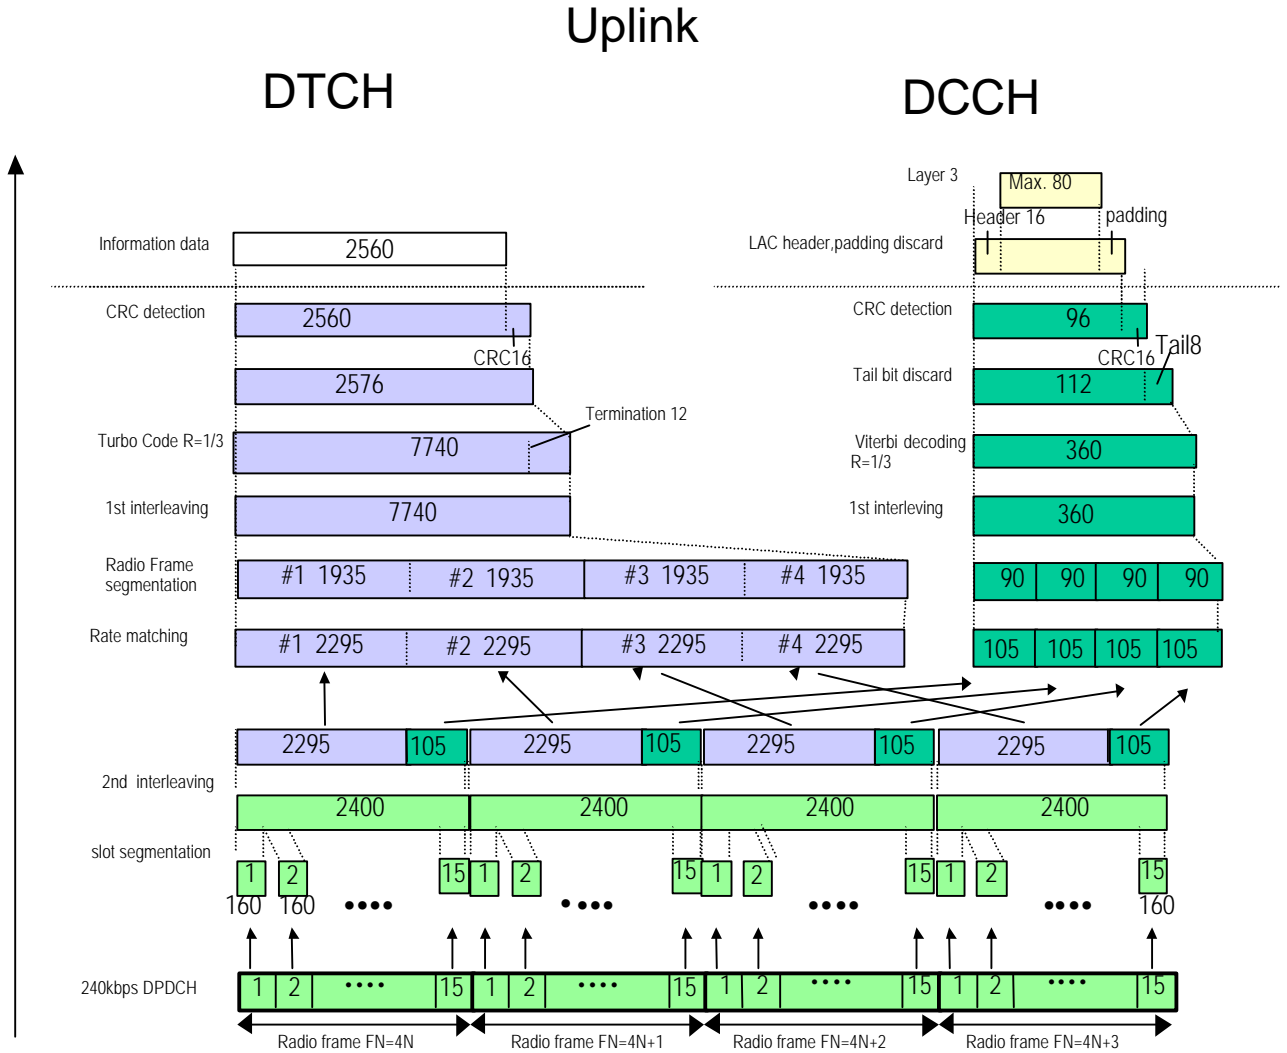 Uplink
DTCH
DCCH
Layer 3
Max. 80
Header 16
padding
Information data
2560
LAC header,padding discard
CRC detection
2560
CRC detection
96
CRC16
CRC16
Tail8
2576
Tail bit discard
112
Termination 12
Turbo Code R=1/3
7740
Viterbi decoding
R=1/3
360
1st interleaving
7740
1st interleving
360
Radio Frame
segmentation
#1 1935
#2 1935
#3 1935
#4 1935
90
90
90
90
Rate matching
#1 2295
#2 2295
#3 2295
#4 2295
105
105
105
105
2295
105
2295
105
2295
105
2295
105
2nd interleaving
2400
2400
2400
2400
slot segmentation
1
2
15
1
2
15
1
2
15
1
2
15
160
160
••••
••••
••••
••••
160
240kbps DPDCH
1
2
••••
15
1
2
••••
15
1
2
••••
15
1
2
••••
15
Radio frame FN=4N
Radio frame FN=4N+1
Radio frame FN=4N+2
Radio frame FN=4N+3